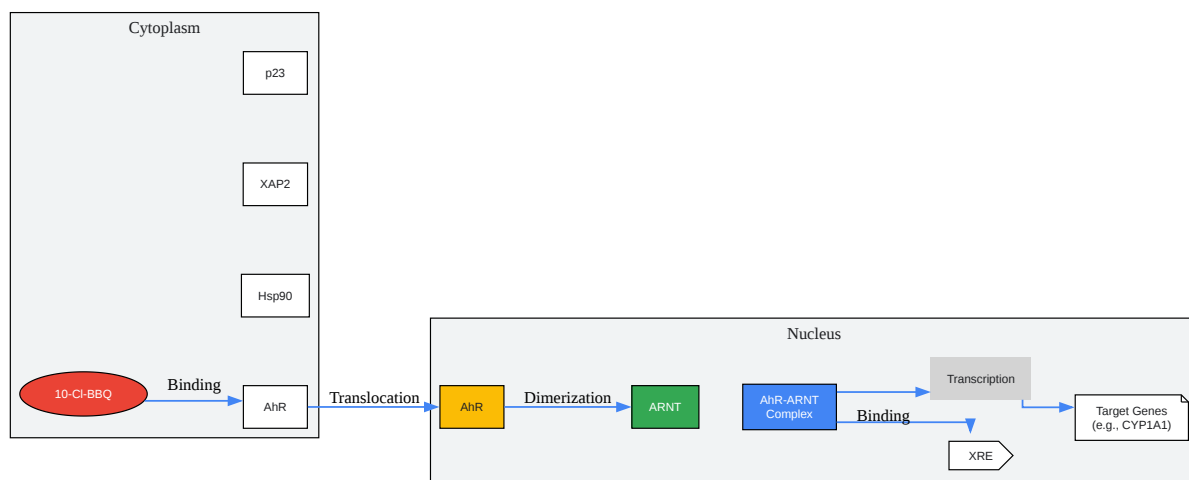 Cytoplasm
p23
XAP2
Hsp90
10-Cl-BBQ
Binding
AhR
Translocation
Nucleus
AhR
Dimerization
ARNT
AhR-ARNT
Complex
Binding
Transcription
XRE
Target Genes
(e.g., CYP1A1)